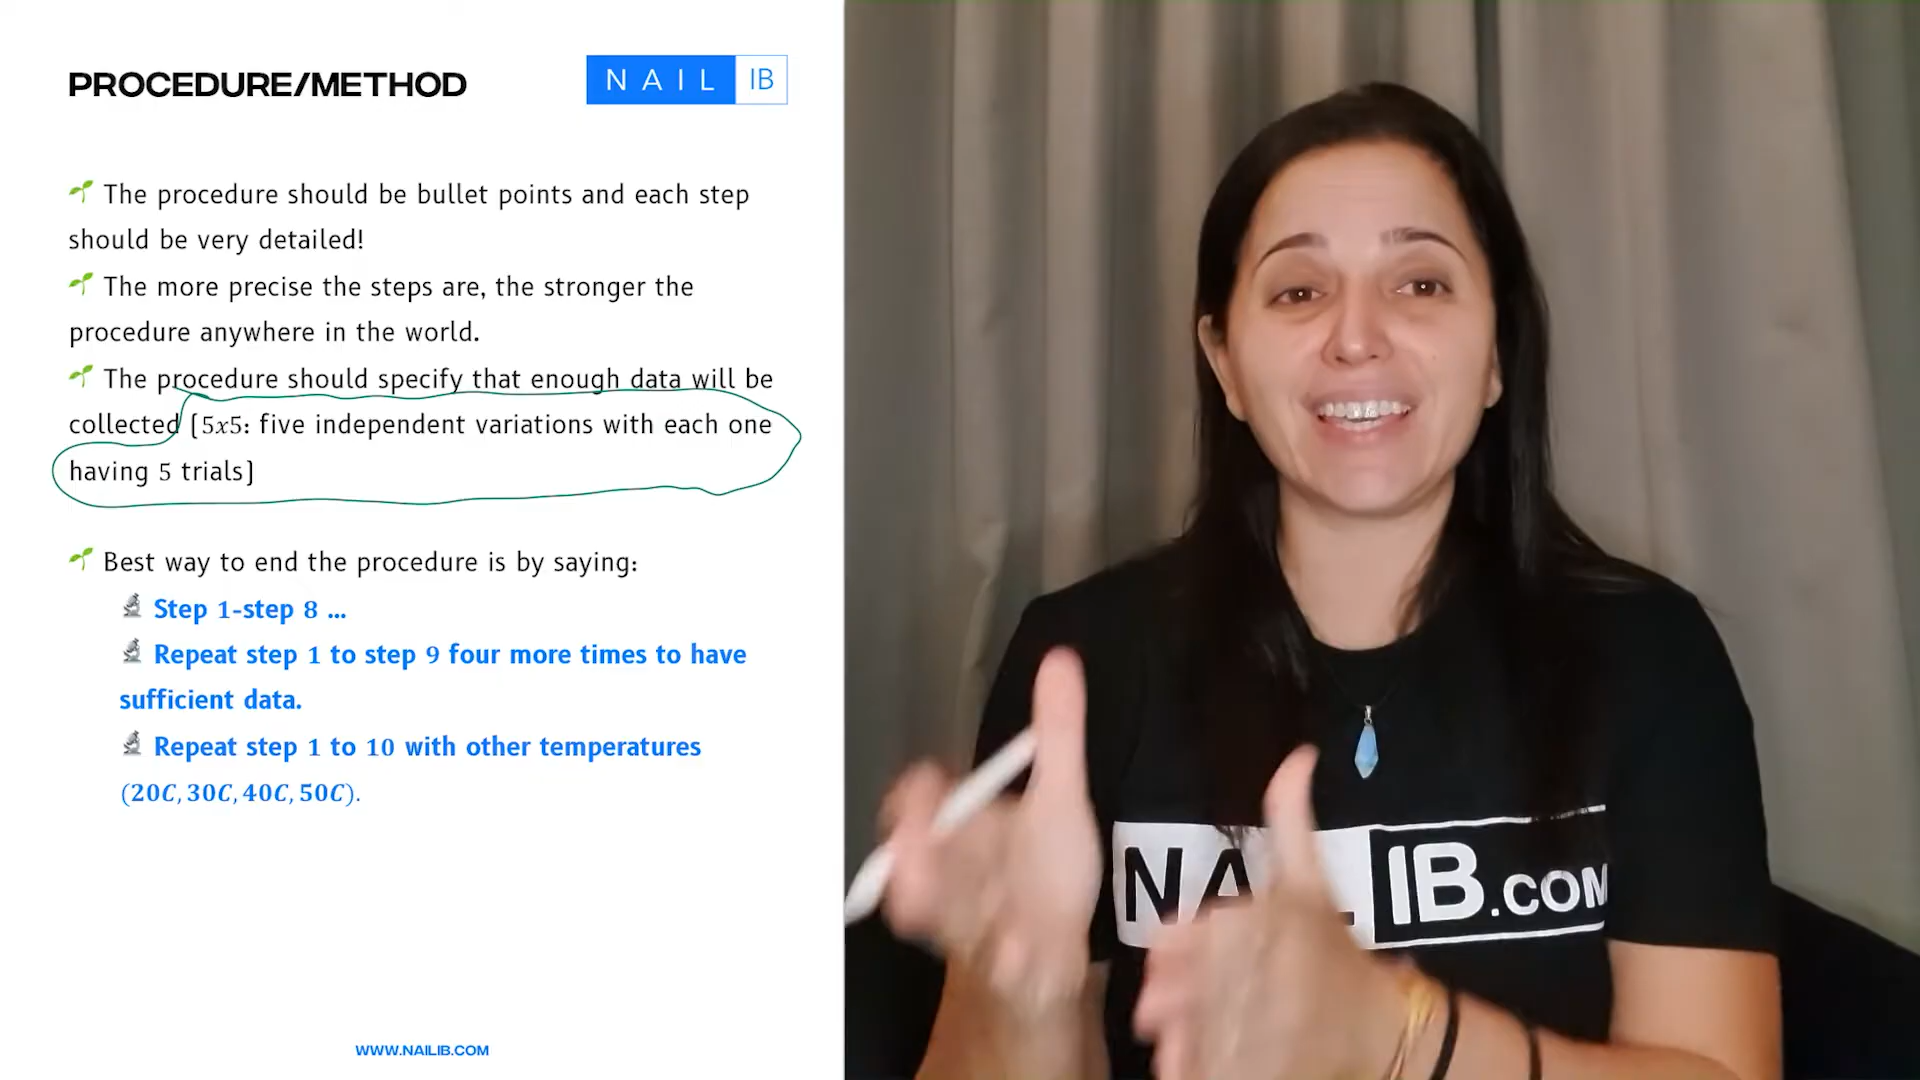 PROCEDURE/METHOD
NAIL IB
The procedure should be bullet points and each step
should be very detailed!
The more precise the steps are, the stronger the
procedure anywhere in the world.
The procedure should specify that enough data will be
collected (5x5: five independent variations with each one
having 5 trials)
Best way to end the procedure is by saying:
Step 1-step 8 ...
Repeat step 1 to step 9 four more times to have
sufficient data.
Repeat step 1 to 10 with other temperatures
(20C, 30C, 40C, 50C).
WWW.NAILIB.COM
IB.COM